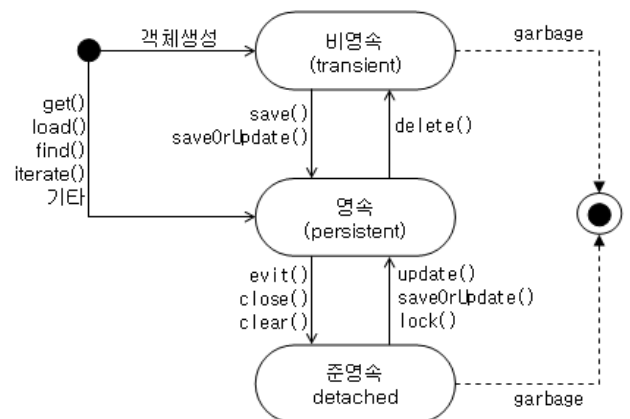 객체생성
비영속
(transient)
garbage
get()
load()
find()
iterate()
기타
save()
saveOrUpdate()
delete()
영속
(persistent)
evit()
close()
clear()
update()
saveOrUpdate()
lock()
준영속
detached
garbage